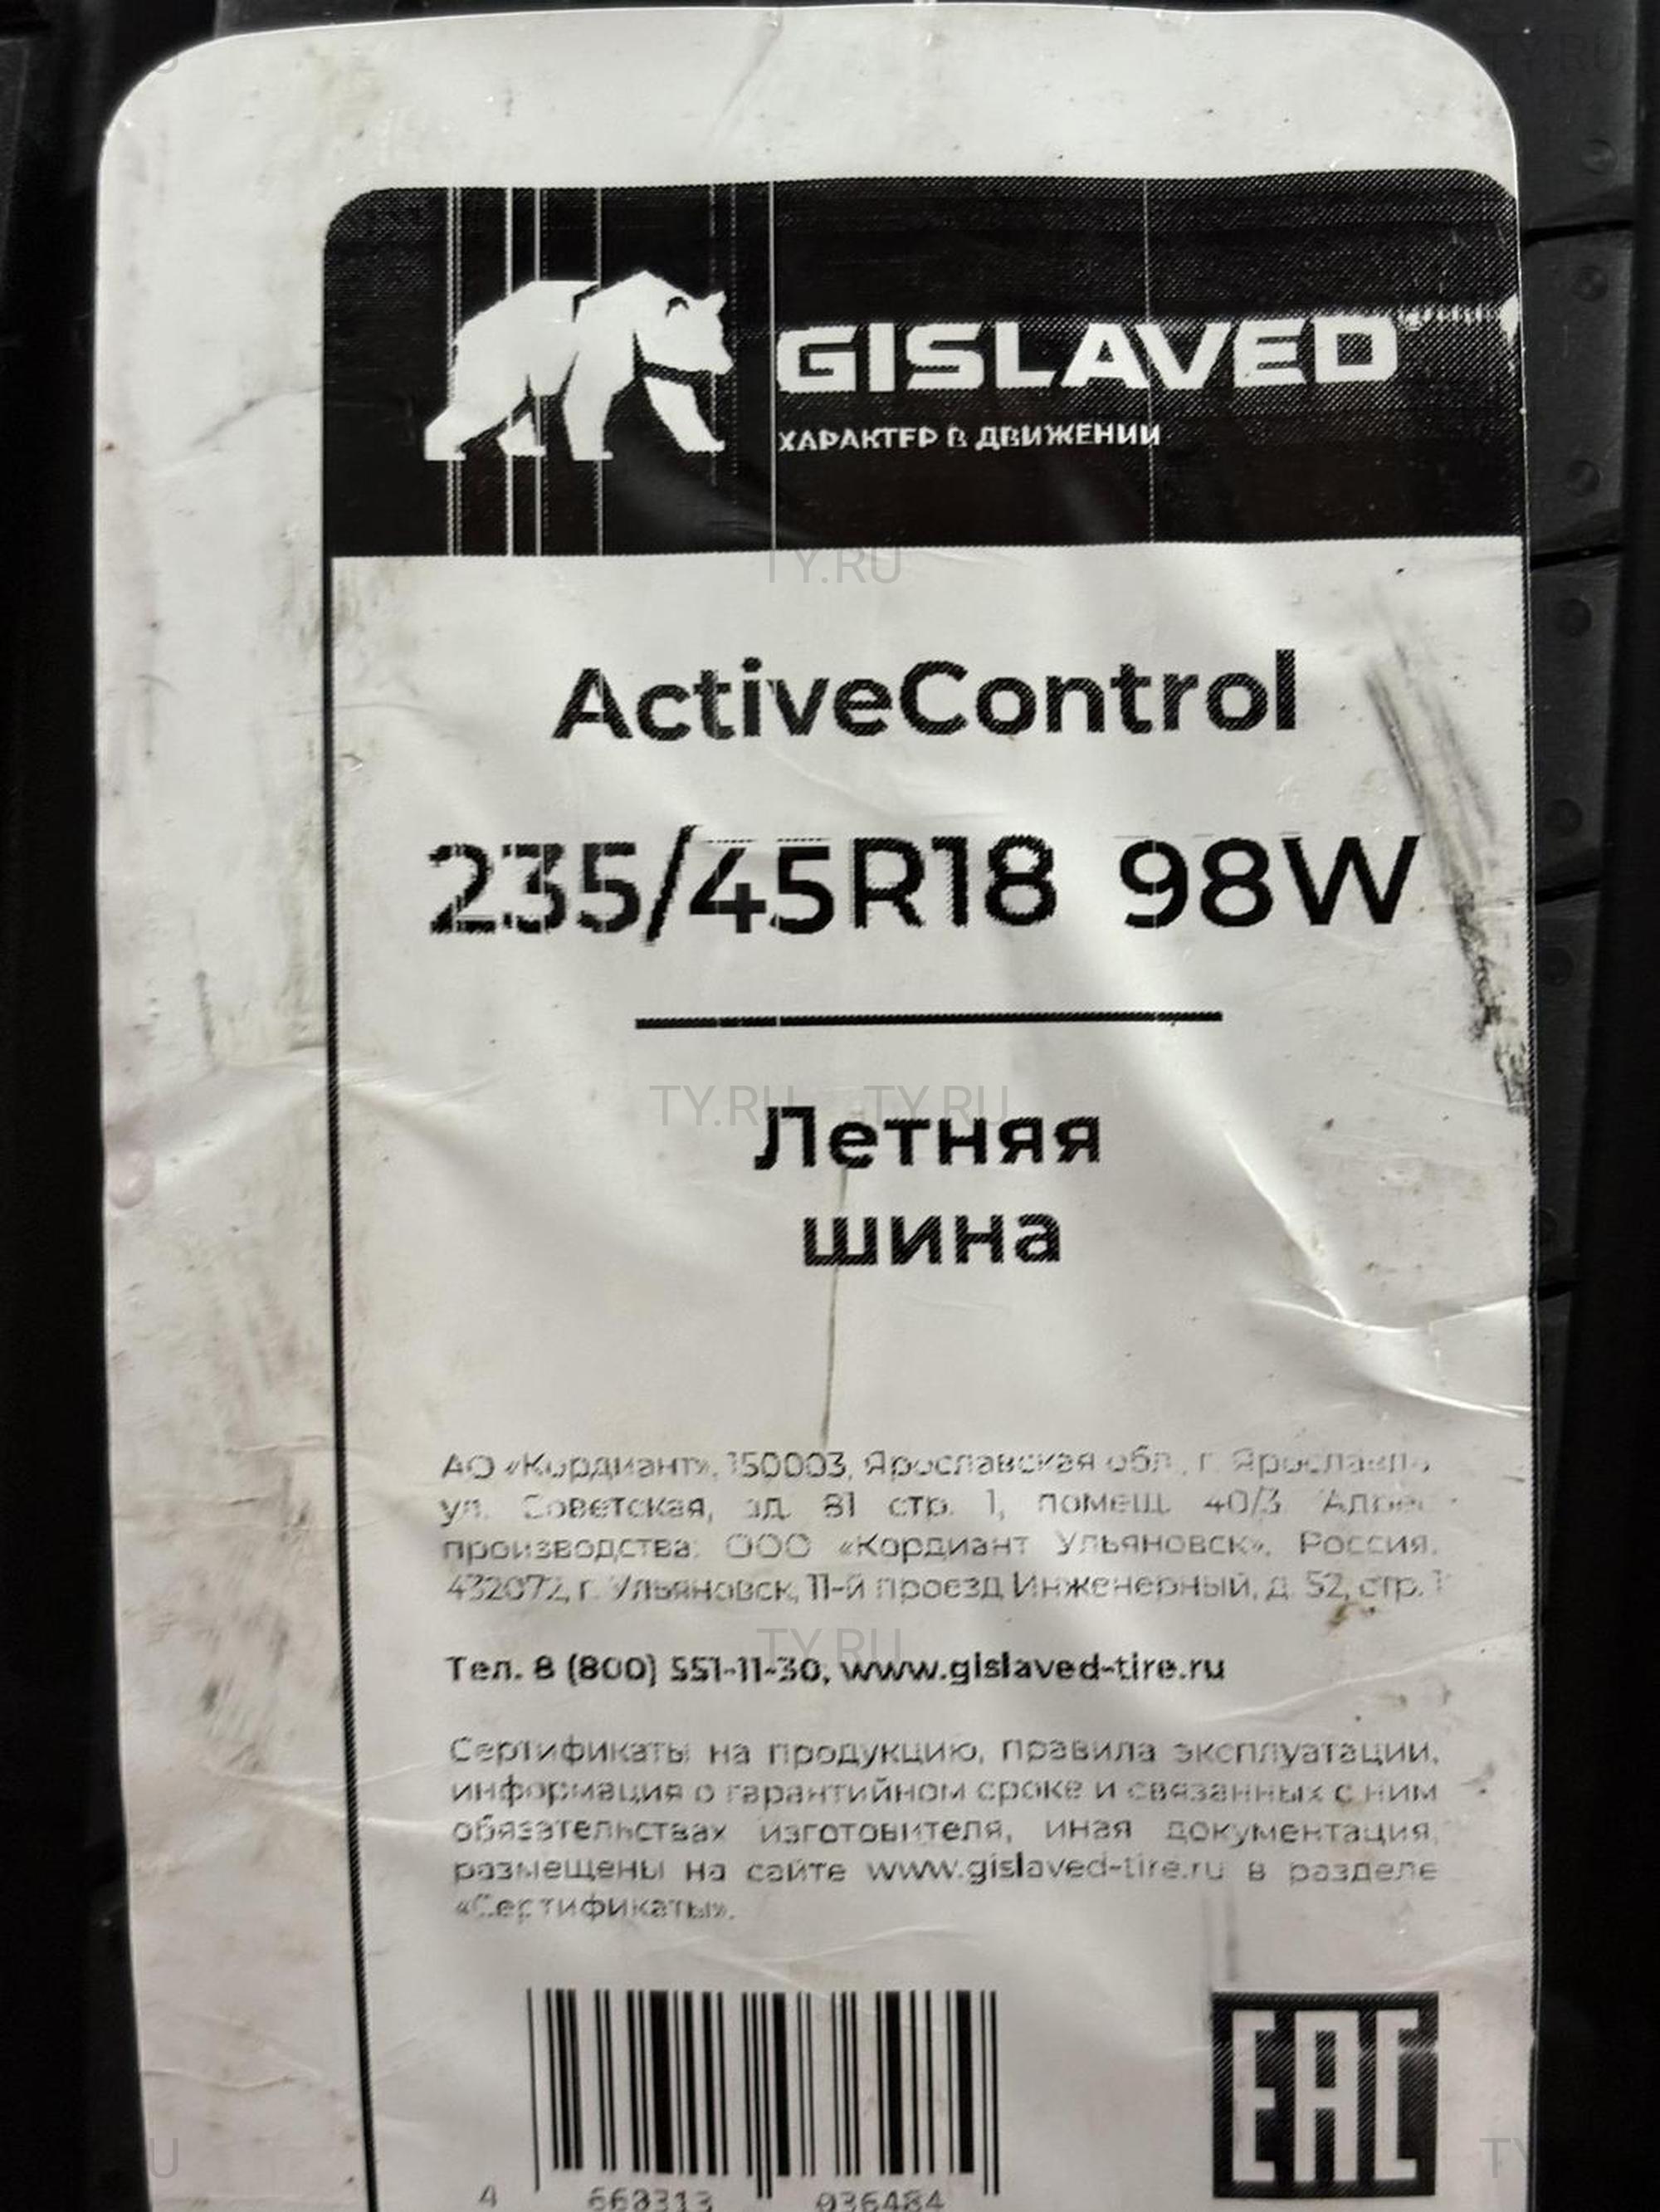 GISLAVED
ХАРАКТЕР В ДВИЖЕНИИ
TY.RU
ActiveControl
235/45R18 98W
TY.RU TY.RU
Летняя
шина
АО «Кордиант», 150003, Ярославская обл., г. Ярославль,
ул. Советская, зд. 81 стр. 1, помещ. 40/3 Адрес
производства: ООО «Кордиант Ульяновск», Россия,
432072, г. Ульяновск, 11-й проезд Инженерный, д. 52, стр. 1
TY.RU
Тел. 8 (800) 551-11-30, www.gislaved-tire.ru
Сертификаты на продукцию, правила эксплуатации,
информация о гарантийном сроке и связанных с ним
обязательствах изготовителя, иная документация,
размещены на сайте www.gislaved-tire.ru в разделе
«Сертификаты».
EAC
4 660313 036484